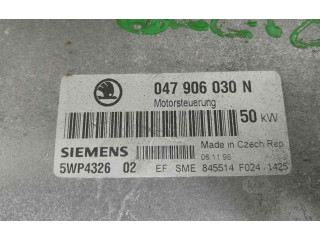 047 906 030 N
Motorsteuerung
50 kW
SIEMENS
Made in Czech Rep
06.11.98
5WP4326 02
EF SME 845514 F024 1425